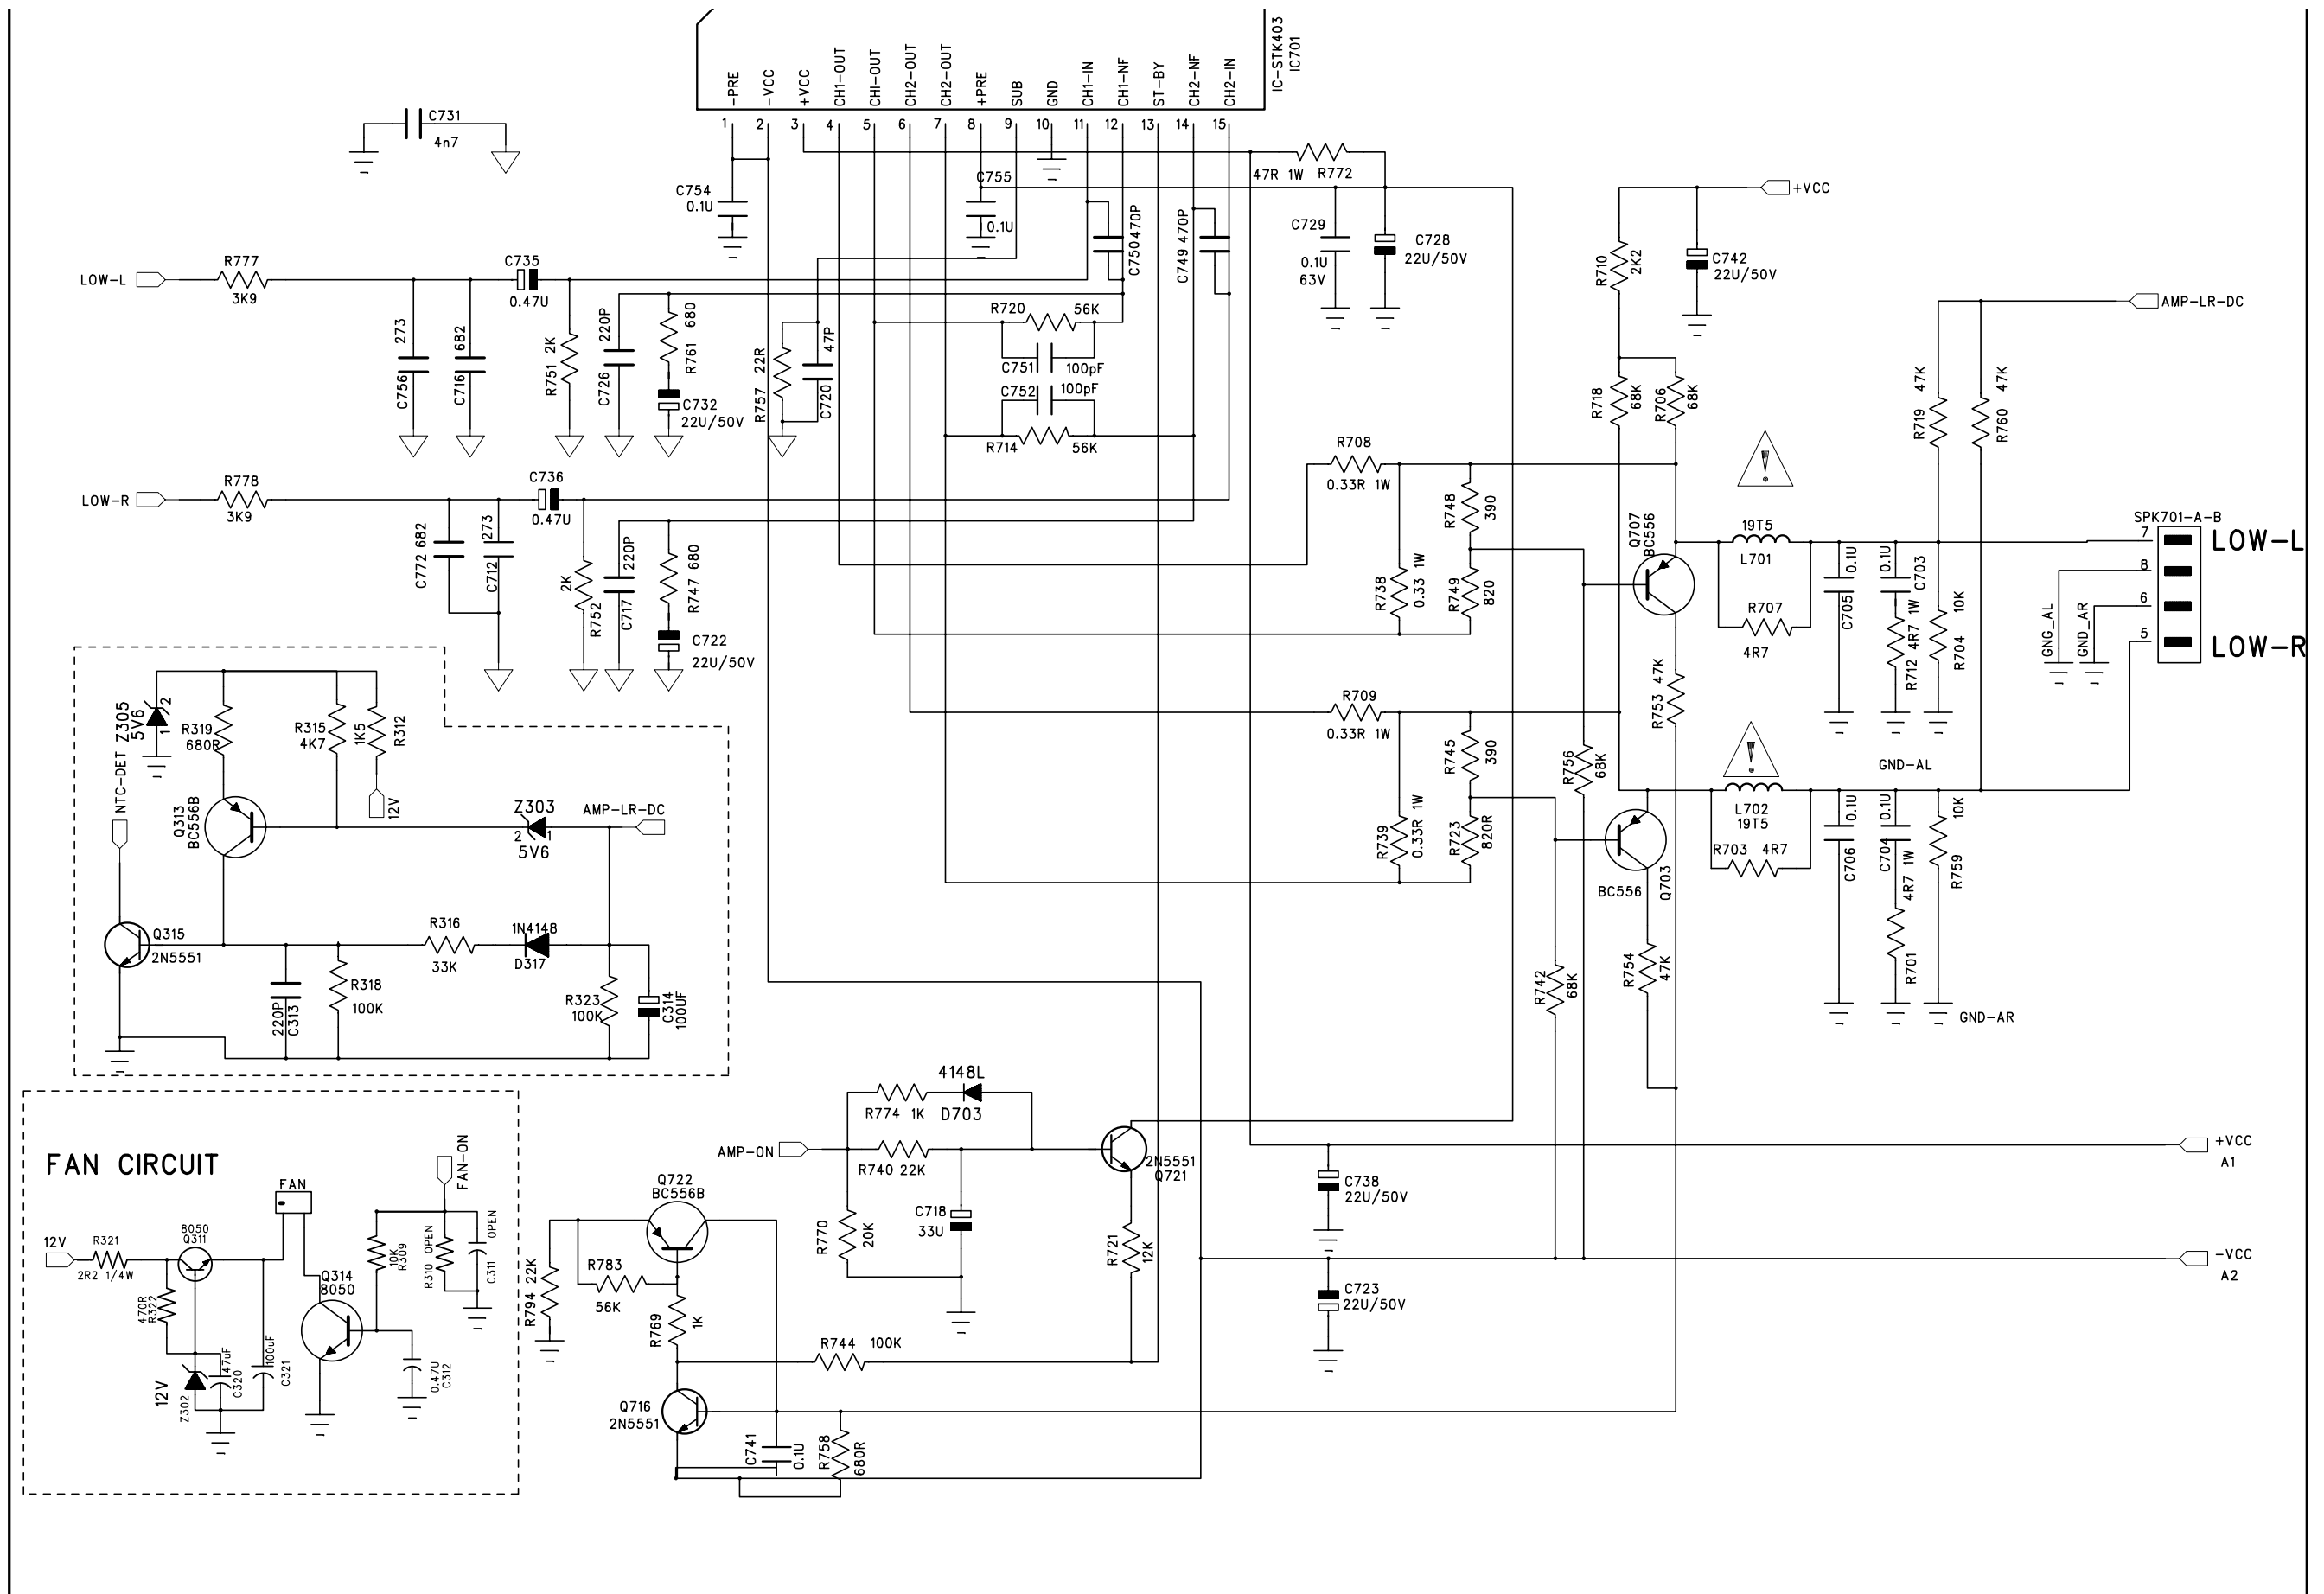 IC-STK403
IC701
-PRE
-VCC
+VCC
CH1-OUT
CHI-OUT
CH2-OUT
CH2-OUT
+PRE
SUB
GND
CH1-IN
CH1-NF
ST-BY
CH2-NF
CH2-IN
1
2
3
4
5
6
7
8
9
10
11
12
13
14
15
C731
4n7
C754
0.1U
C755
0.1U
47R 1W R772
C750 470P
C749 470P
C729
0.1U
63V
C728
22U/50V
+VCC
R710
2K2
C742
22U/50V
AMP-LR-DC
LOW-L
R777
3K9
C735
0.47U
C756
273
C716
682
R751 2K
C726
220P
R761 680
C732
22U/50V
R757 22R
C720
47P
R720
56K
C751
100pF
C752
100pF
R714
56K
R718
68K
R706
68K
R719
47K
R760
47K
LOW-R
R778
3K9
C736
0.47U
C772 682
C712
273
2K
R752
C717
220P
R747 680
C722
22U/50V
R708
0.33R 1W
R738
0.33 1W
R748
390
R749
820
Q707
BC556
19T5
L701
R707
4R7
C705
0.1U
0.1U
C703
R712 4R7 1W
R704
10K
SPK701-A-B
7
8
6
5
LOW-L
LOW-R
GNG_AL
GND_AR
R709
0.33R 1W
R739
0.33R 1W
R745
390
R723
820R
R756
68K
R753 47K
GND-AL
L702
19T5
R703 4R7
BC556
Q703
C706
0.1U
C704
0.1U
4R7 1W
R701
R759
10K
GND-AR
R742
68K
R754
47K
NTC-DET
Z305
5V6
1
2
R319
680R
R315
4K7
1K5
R312
12V
Q313
BC556B
Z303
2
1
5V6
AMP-LR-DC
Q315
2N5551
R316
33K
1N4148
D317
220P
C313
R318
100K
R323
100K
C314
100UF
FAN CIRCUIT
FAN
FAN-ON
12V
R321
2R2 1/4W
8050
Q311
470R
R322
12V
Z302
47uF
C320
100uF
C321
Q314
8050
10K
R309
R310 OPEN
C311
OPEN
0.47U
C312
AMP-ON
R774 1K
4148L
D703
R740 22K
R770
20K
C718
33U
2N5551
Q721
R721
12K
Q722
BC556B
R794 22K
R783
56K
R769
1K
R744 100K
Q716
2N5551
C741
0.1U
R758
680R
C738
22U/50V
C723
22U/50V
+VCC
A1
-VCC
A2